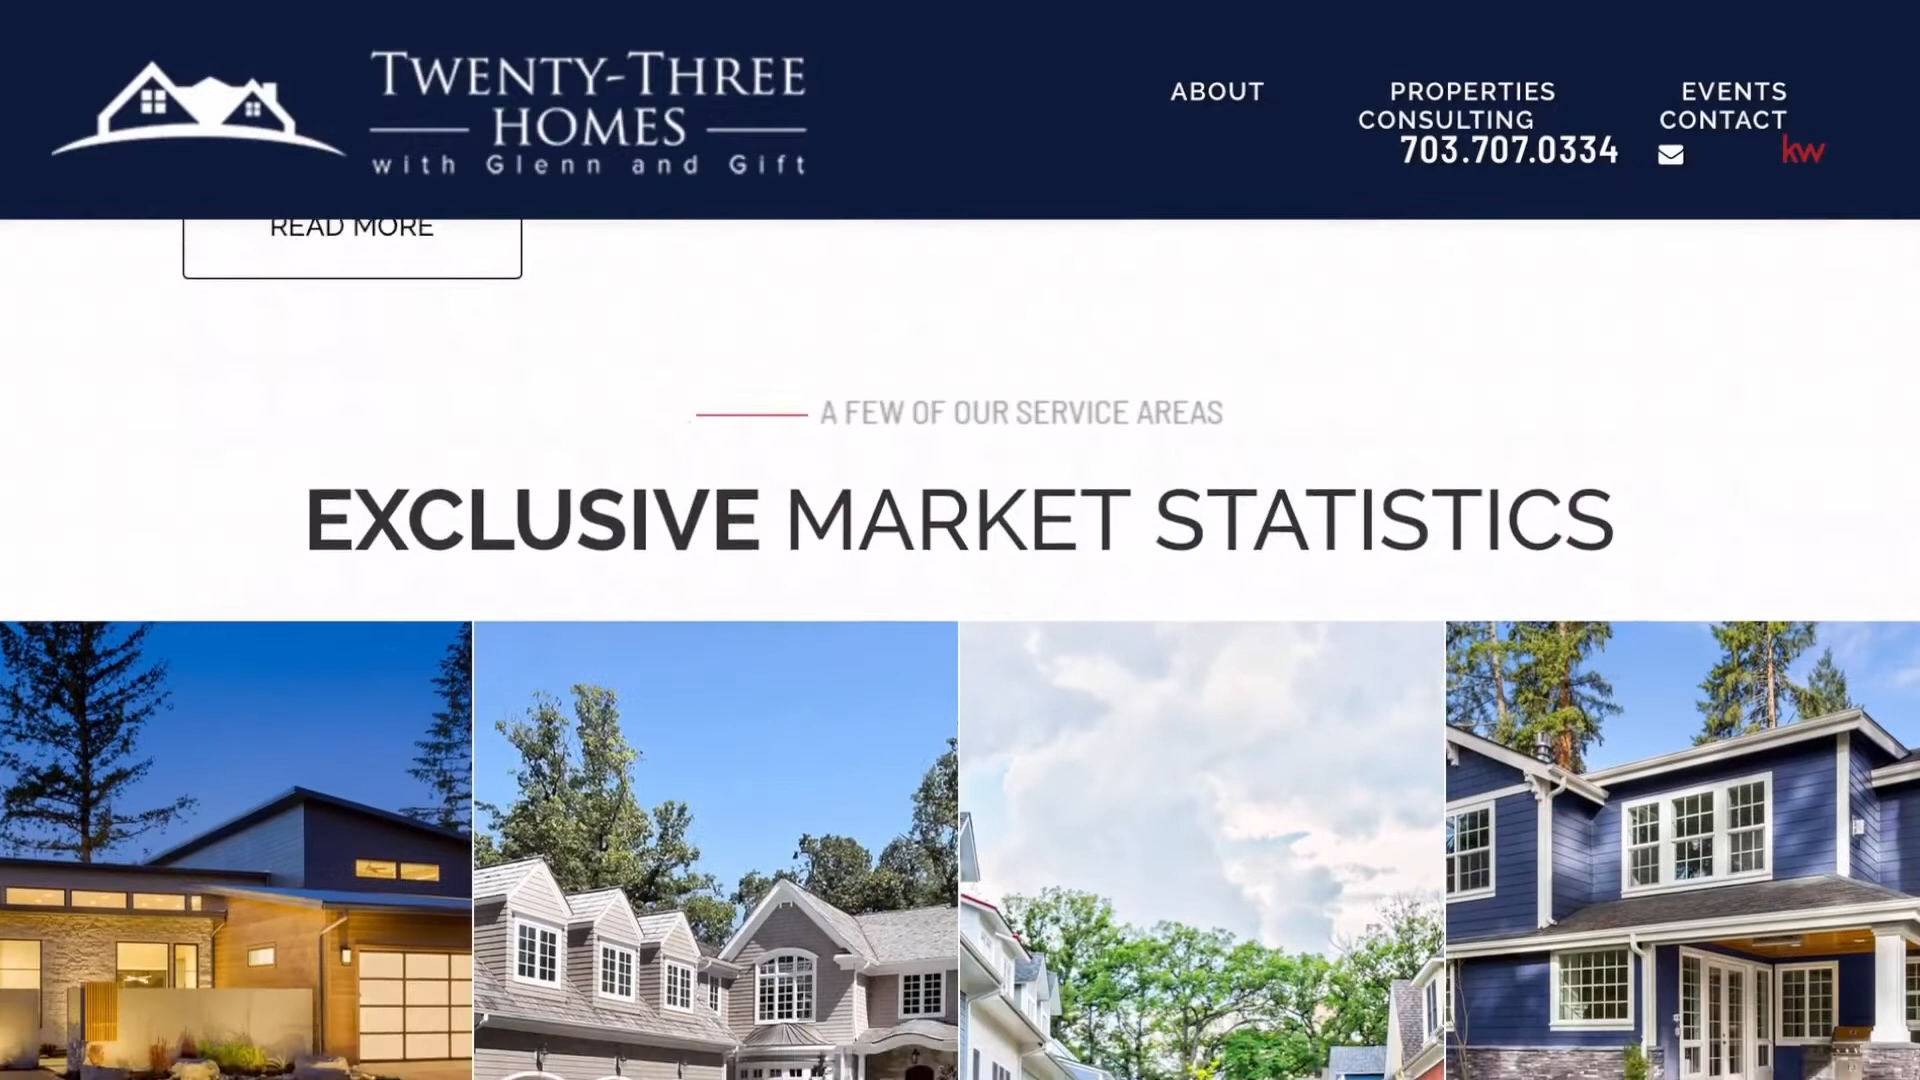 TWENTY-THREE
HOMES
with Glenn and Gift
ABOUT PROPERTIES EVENTS
CONSULTING CONTACT
703.707.0334 kw
READ MORE
A FEW OF OUR SERVICE AREAS
EXCLUSIVE MARKET STATISTICS